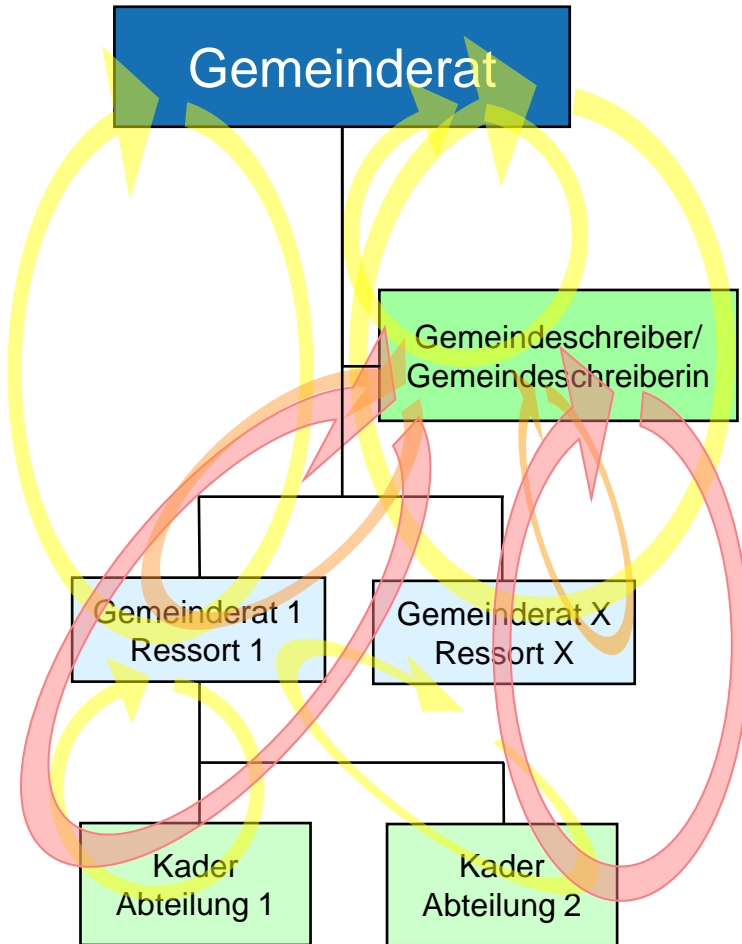 Gemeinderat
Gemeindeschreiber/
Gemeindeschreiberin
Gemeinderat 1
Ressort 1
Gemeinderat X
Ressort X
Kader
Abteilung 1
Kader
Abteilung 2